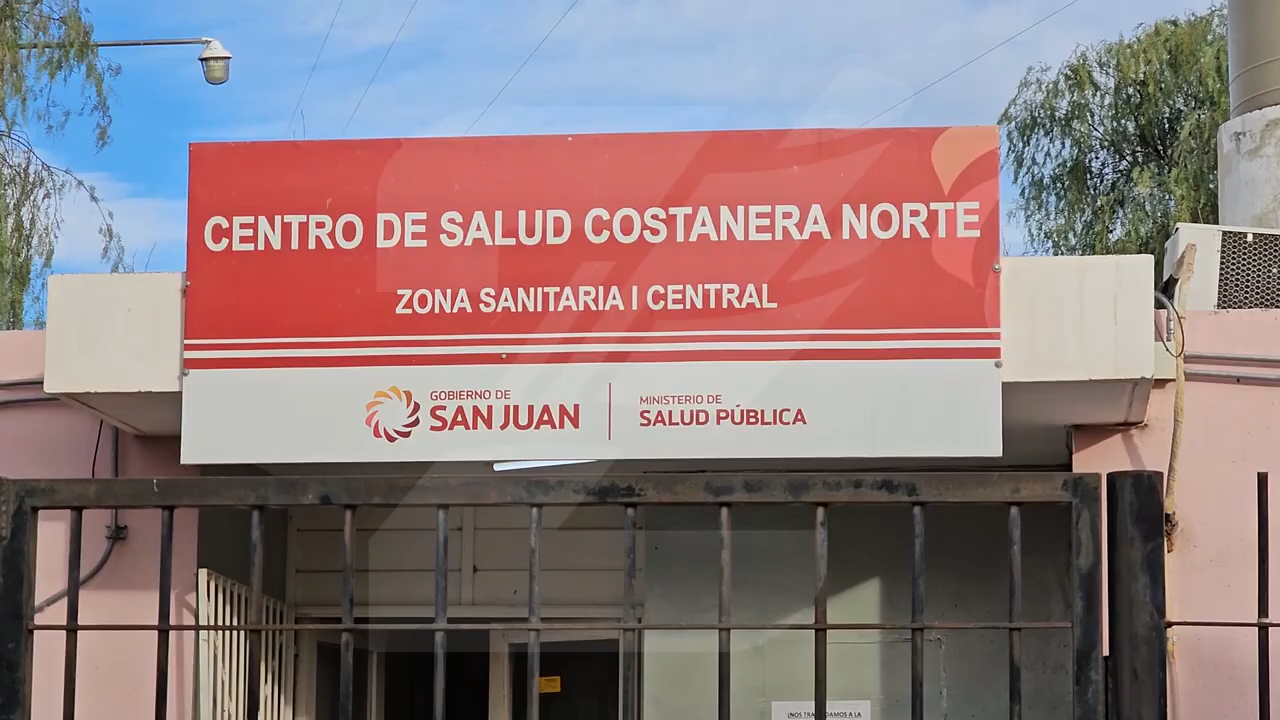 CENTRO DE SALUD COSTANERA NORTE
ZONA SANITARIA I CENTRAL
GOBIERNO DE
SAN JUAN
MINISTERIO DE
SALUD PÚBLICA